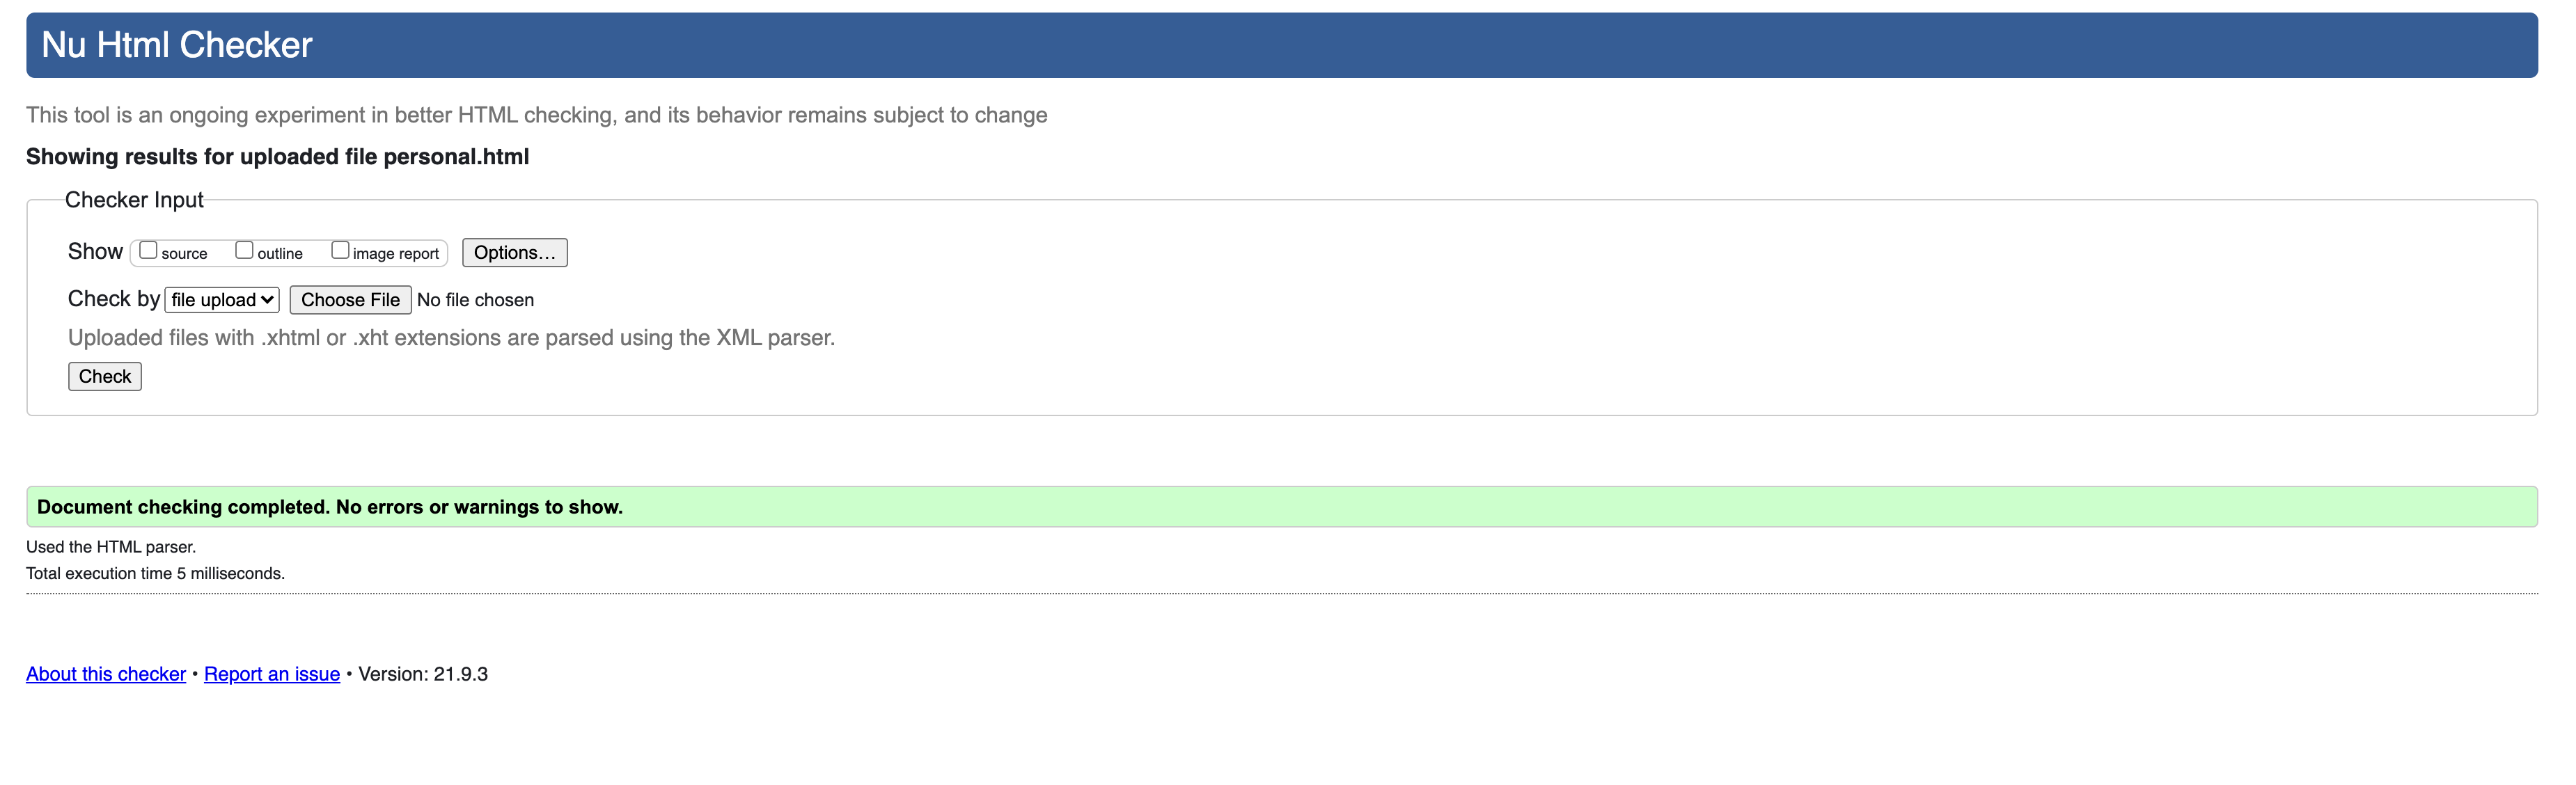 Nu Html Checker
This tool is an ongoing experiment in better HTML checking, and its behavior remains subject to change
Showing results for uploaded file personal.html
Checker Input
Show source outline image report Options…
Check by file upload Choose File No file chosen
Uploaded files with .xhtml or .xht extensions are parsed using the XML parser.
Check
Document checking completed. No errors or warnings to show.
Used the HTML parser.
Total execution time 5 milliseconds.
About this checker • Report an issue • Version: 21.9.3